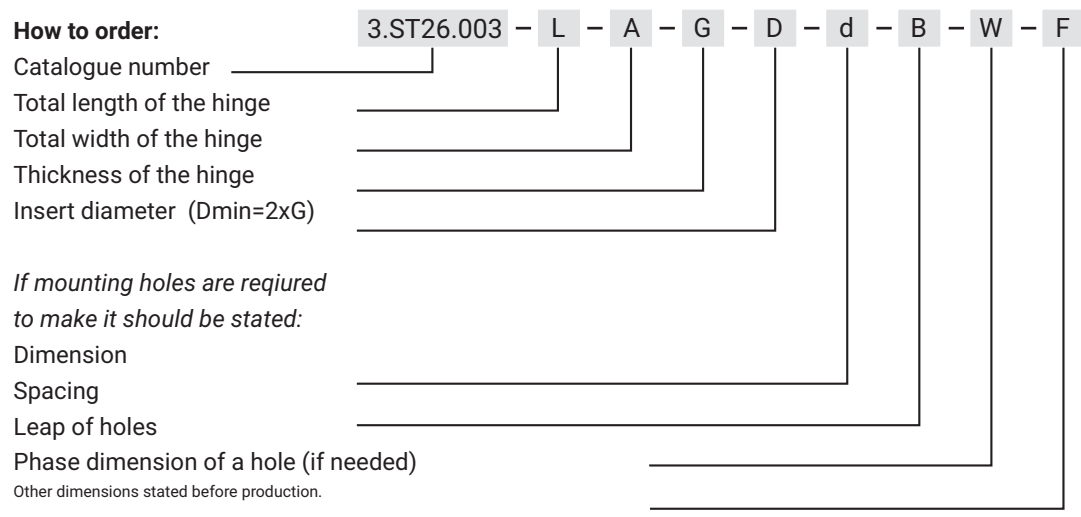 How to order: 3.ST26.003 – L – A – G – D – d – B – W – F
Catalogue number
Total length of the hinge
Total width of the hinge
Thickness of the hinge
Insert diameter (Dmin=2xG)
If mounting holes are reqiured
to make it should be stated:
Dimension
Spacing
Leap of holes
Phase dimension of a hole (if needed)
Other dimensions stated before production.